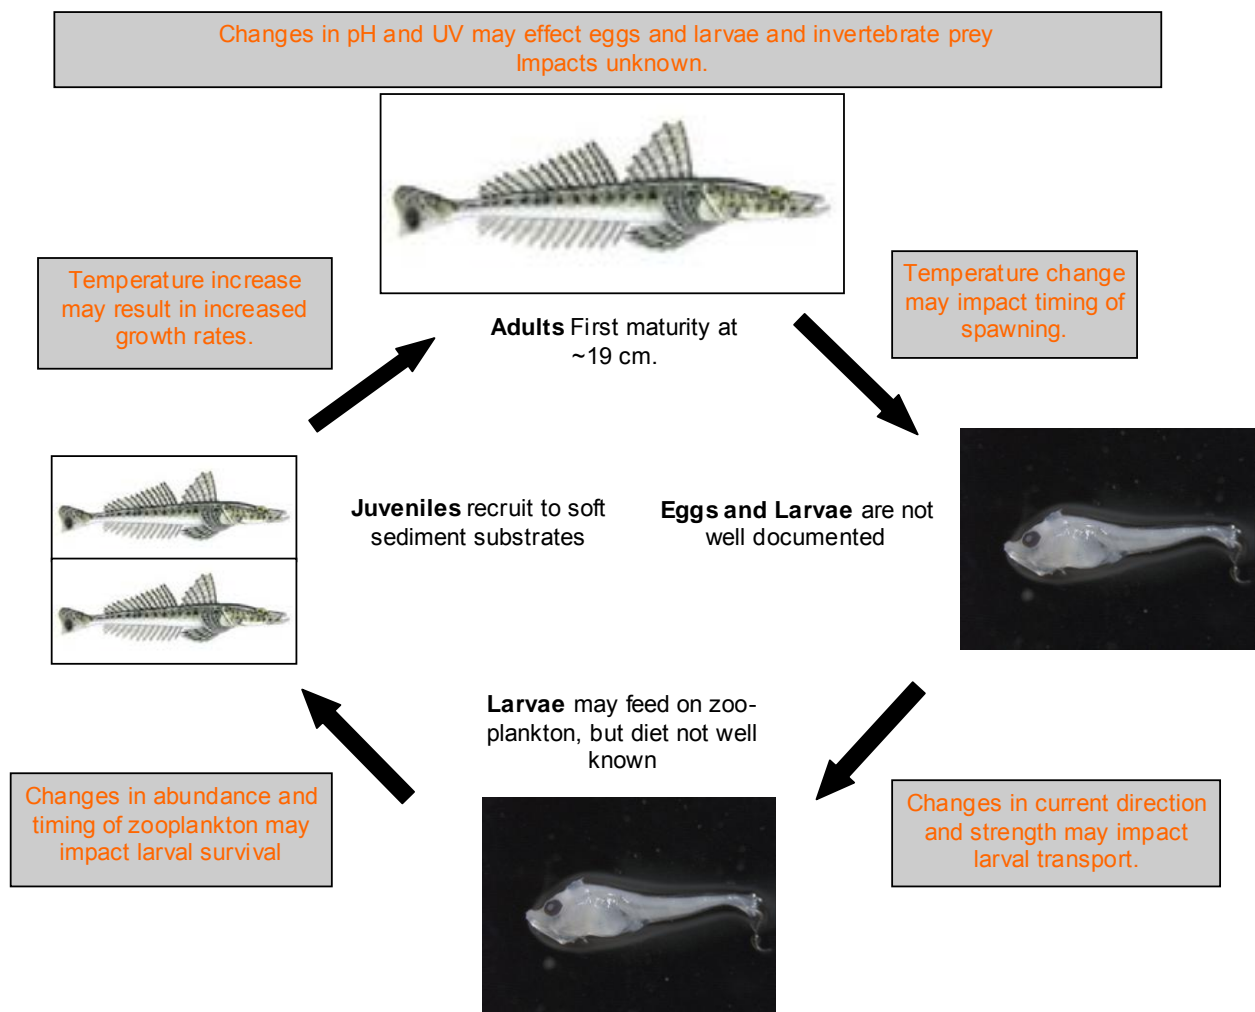 Changes in pH and UV may effect eggs and larvae and invertebrate prey
Impacts unknown.
Temperature increase
may result in increased
growth rates.
Temperature change
may impact timing of
spawning.
Adults First maturity at
~19 cm.
Juveniles recruit to soft
sediment substrates
Eggs and Larvae are not
well documented
Larvae may feed on zoo-
plankton, but diet not well
known
Changes in abundance and
timing of zooplankton may
impact larval survival
Changes in current direction
and strength may impact
larval transport.